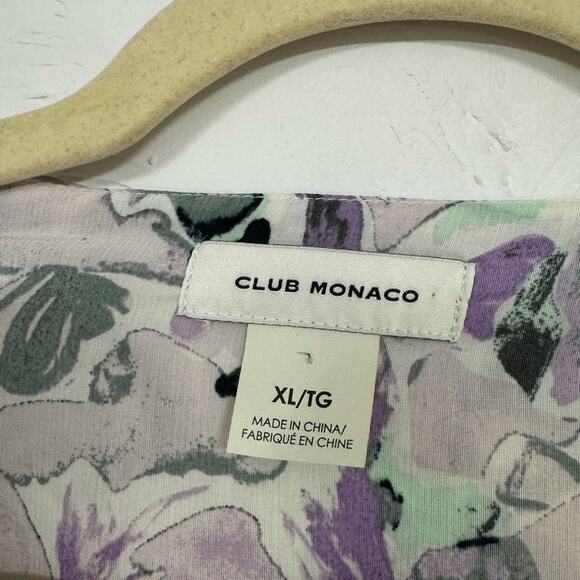 CLUB MONACO
XL/TG
MADE IN CHINA/
FABRIQUÉ EN CHINE